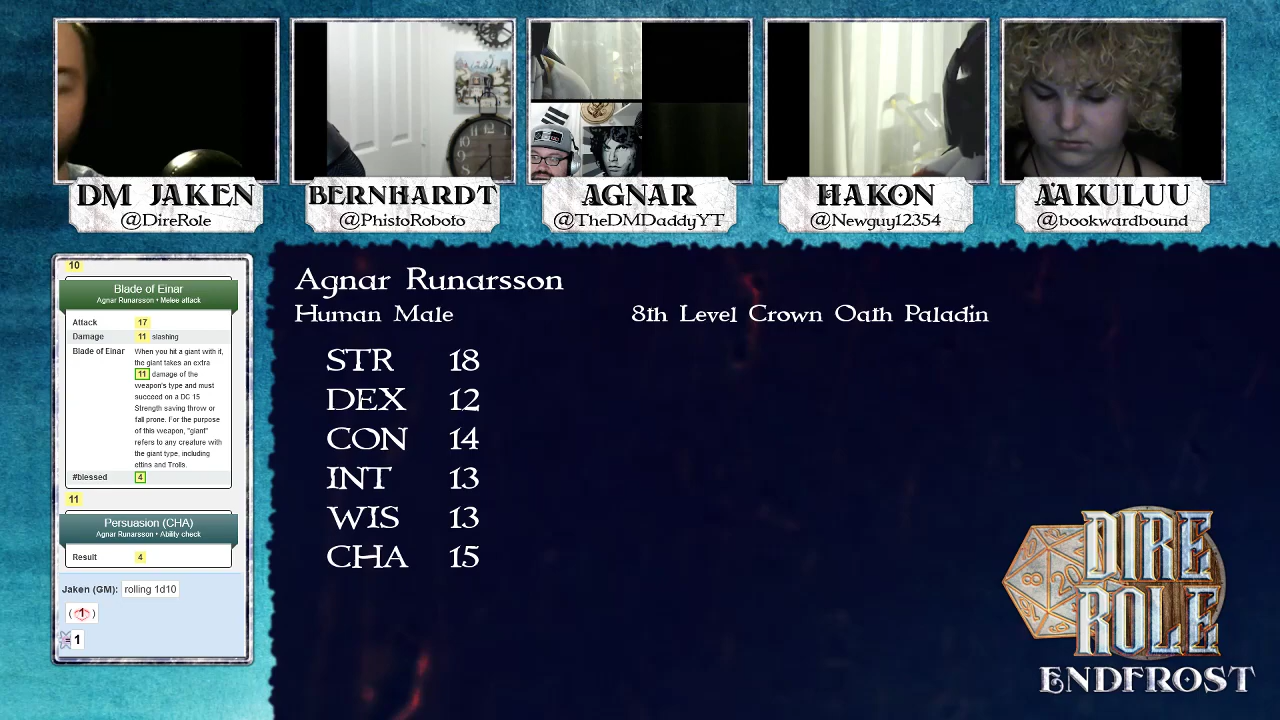 DM JAKEN
@DireRole
BERNHARDT
@PhistoRobofo
AGNAR
@TheDMDaddyYT
HAKON
@Newguy12354
A'AKULUU
@bookwardbound
10
Blade of Einar
Agnar Runarsson • Melee attack
Attack 17
Damage 11 slashing
Blade of Einar When you hit a giant with it,
the giant takes an extra
11 damage of the
weapon's type and must
succeed on a DC 15
Strength saving throw or
fall prone. For the purpose
of this weapon, "giant"
refers to any creature with
the giant type, including
ettins and Trolls.
#blessed 4
11
Persuasion (CHA)
Agnar Runarsson • Ability check
Result 4
Jaken (GM): rolling 1d10
(1)
=1
Agnar Runarsson
Human Male 8th Level Crown Oath Paladin
STR 18
DEX 12
CON 14
INT 13
WIS 13
CHA 15
DIRE
ROLE
ENDFROST